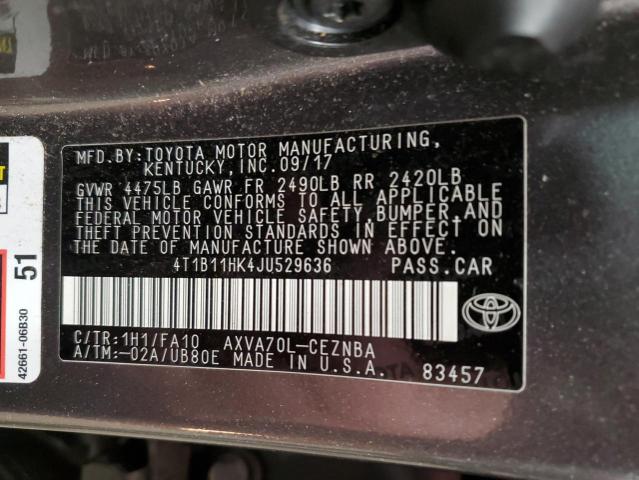 MFD.BY:TOYOTA MOTOR MANUFACTURING,
KENTUCKY,INC.09/17
GVWR 4475LB GAWR FR 2490LB RR 2420LB
THIS VEHICLE CONFORMS TO ALL APPLICABLE
FEDERAL MOTOR VEHICLE SAFETY,BUMPER,AND
THEFT PREVENTION STANDARDS IN EFFECT ON
THE DATE OF MANUFACTURE SHOWN ABOVE.
4T1B11HK4JU529636 PASS.CAR
C/TR:1H1/FA10 AXVA70L-CEZNBA
A/TM:-02A/UB80E MADE IN U.S.A. 83457
51
42661-06B30